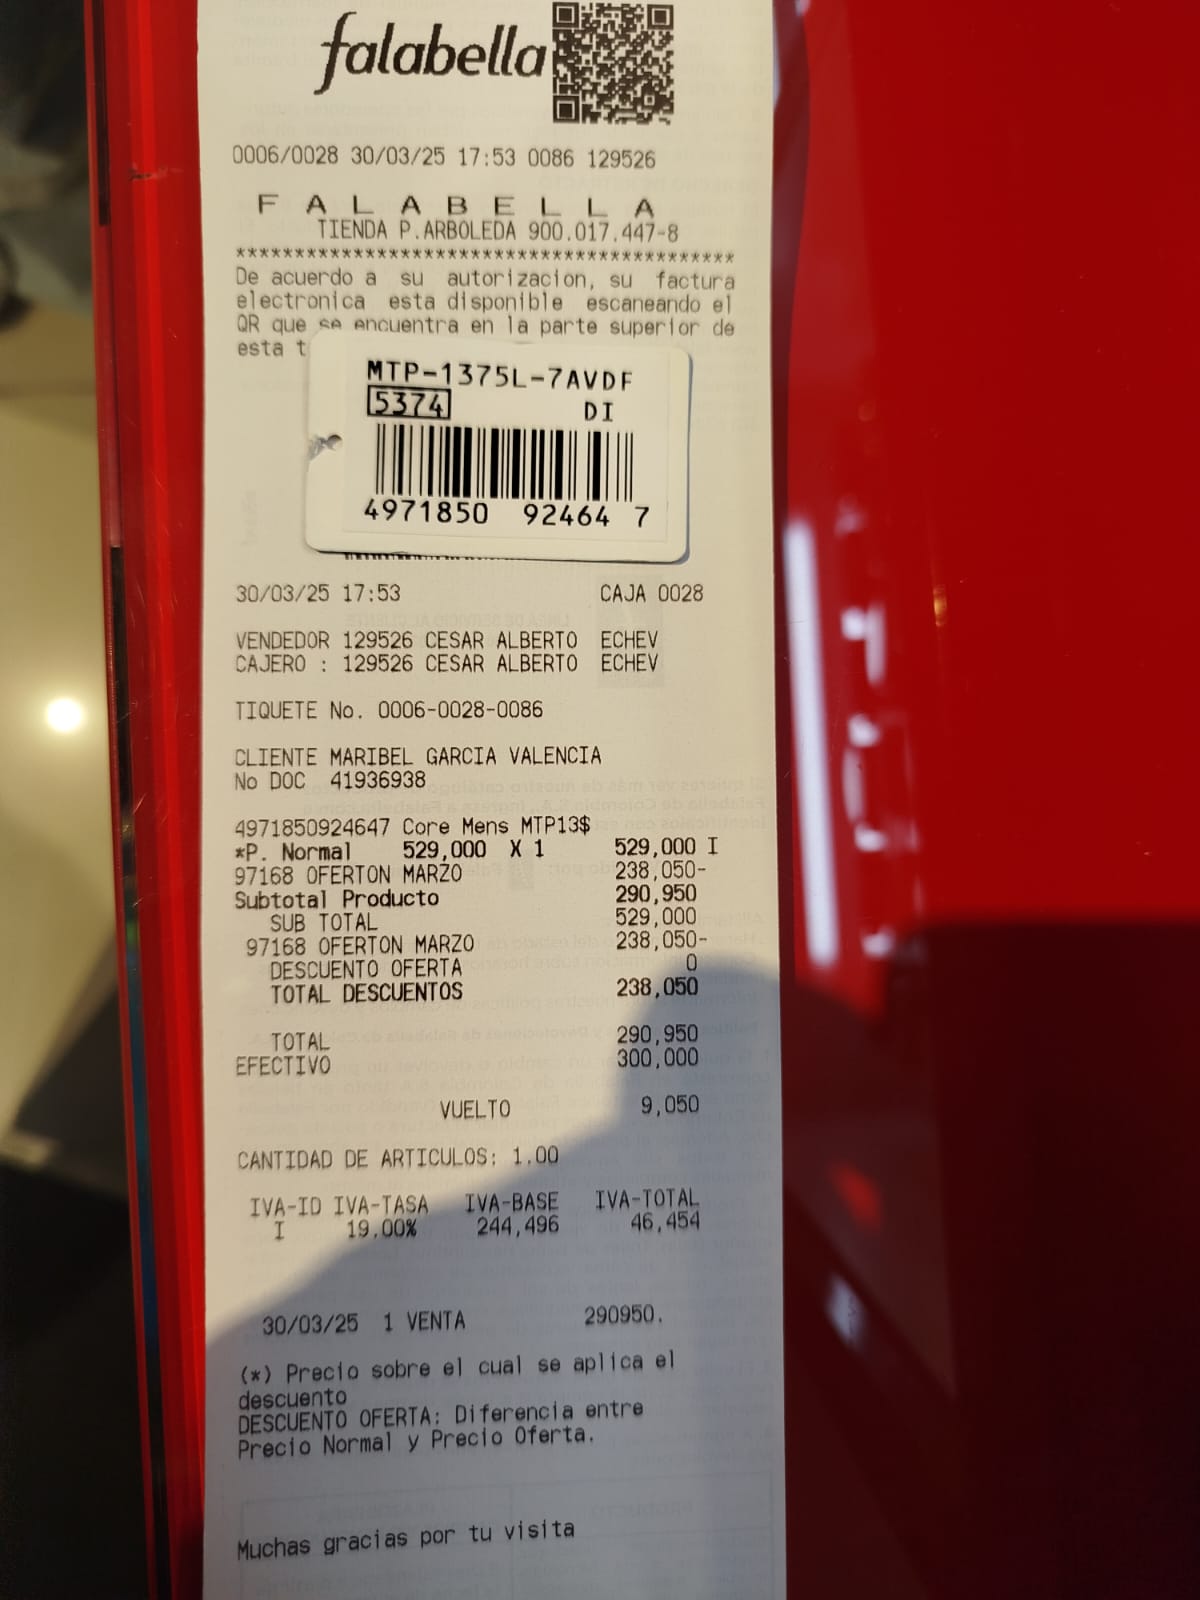 falabella
0006/0028 30/03/25 17:53 0086 129526
F A L A B E L L A
TIENDA P.ARBOLEDA 900.017.447-8
******************************************
De acuerdo a su autorizacion, su factura
electronica esta disponible escaneando el
QR que se encuentra en la parte superior de
esta t
MTP-1375L-7AVDF
5374 DI
4971850 92464 7
30/03/25 17:53 CAJA 0028
VENDEDOR 129526 CESAR ALBERTO ECHEV
CAJERO : 129526 CESAR ALBERTO ECHEV
TIQUETE No. 0006-0028-0086
CLIENTE MARIBEL GARCIA VALENCIA
No DOC 41936938
4971850924647 Core Mens MTP13$
*P. Normal 529,000 X 1 529,000 I
97168 OFERTON MARZO 238,050-
Subtotal Producto 290,950
SUB TOTAL 529,000
97168 OFERTON MARZO 238,050-
DESCUENTO OFERTA 0
TOTAL DESCUENTOS 238,050
TOTAL 290,950
EFECTIVO 300,000
VUELTO 9,050
CANTIDAD DE ARTICULOS: 1.00
IVA-ID IVA-TASA IVA-BASE IVA-TOTAL
I 19.00% 244,496 46,454
30/03/25 1 VENTA 290950.
(*) Precio sobre el cual se aplica el
descuento
DESCUENTO OFERTA: Diferencia entre
Precio Normal y Precio Oferta.
Muchas gracias por tu visita